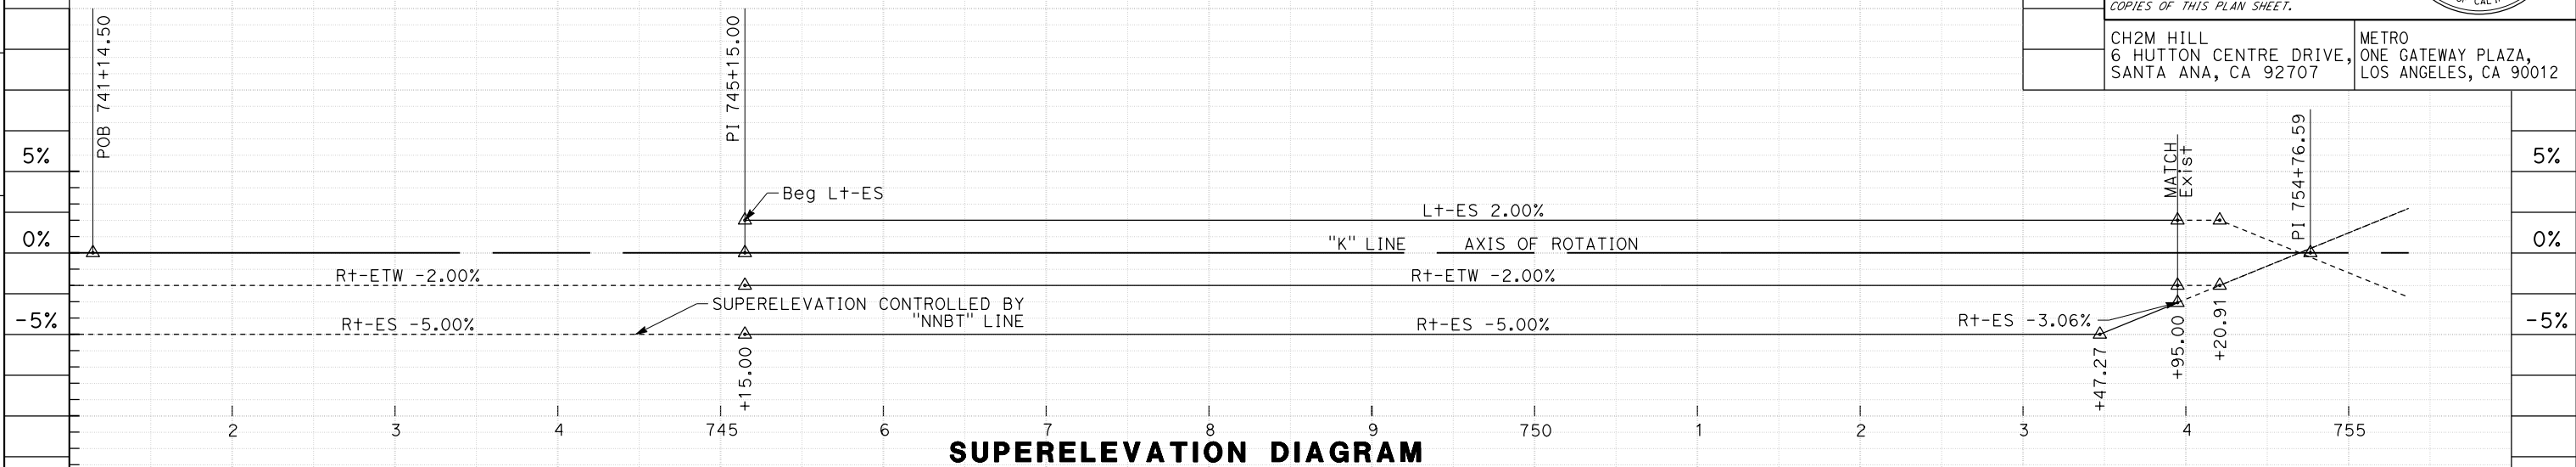 COPIES OF THIS PLAN SHEET.
OF CALIF
CH2M HILL
6 HUTTON CENTRE DRIVE,
SANTA ANA, CA 92707
METRO
ONE GATEWAY PLAZA,
LOS ANGELES, CA 90012
POB 741+14.50
PI 745+15.00
MATCH
Exist
PI 754+76.59
5%
5%
Beg Lt-ES
Lt-ES 2.00%
0%
"K" LINE AXIS OF ROTATION
0%
Rt-ETW -2.00%
Rt-ETW -2.00%
SUPERELEVATION CONTROLLED BY
"NNBT" LINE
-5%
Rt-ES -5.00%
Rt-ES -5.00%
Rt-ES -3.06%
-5%
+15.00
+47.27
+95.00
+20.91
2 3 4 745 6 7 8 9 750 1 2 3 4 755
SUPERELEVATION DIAGRAM